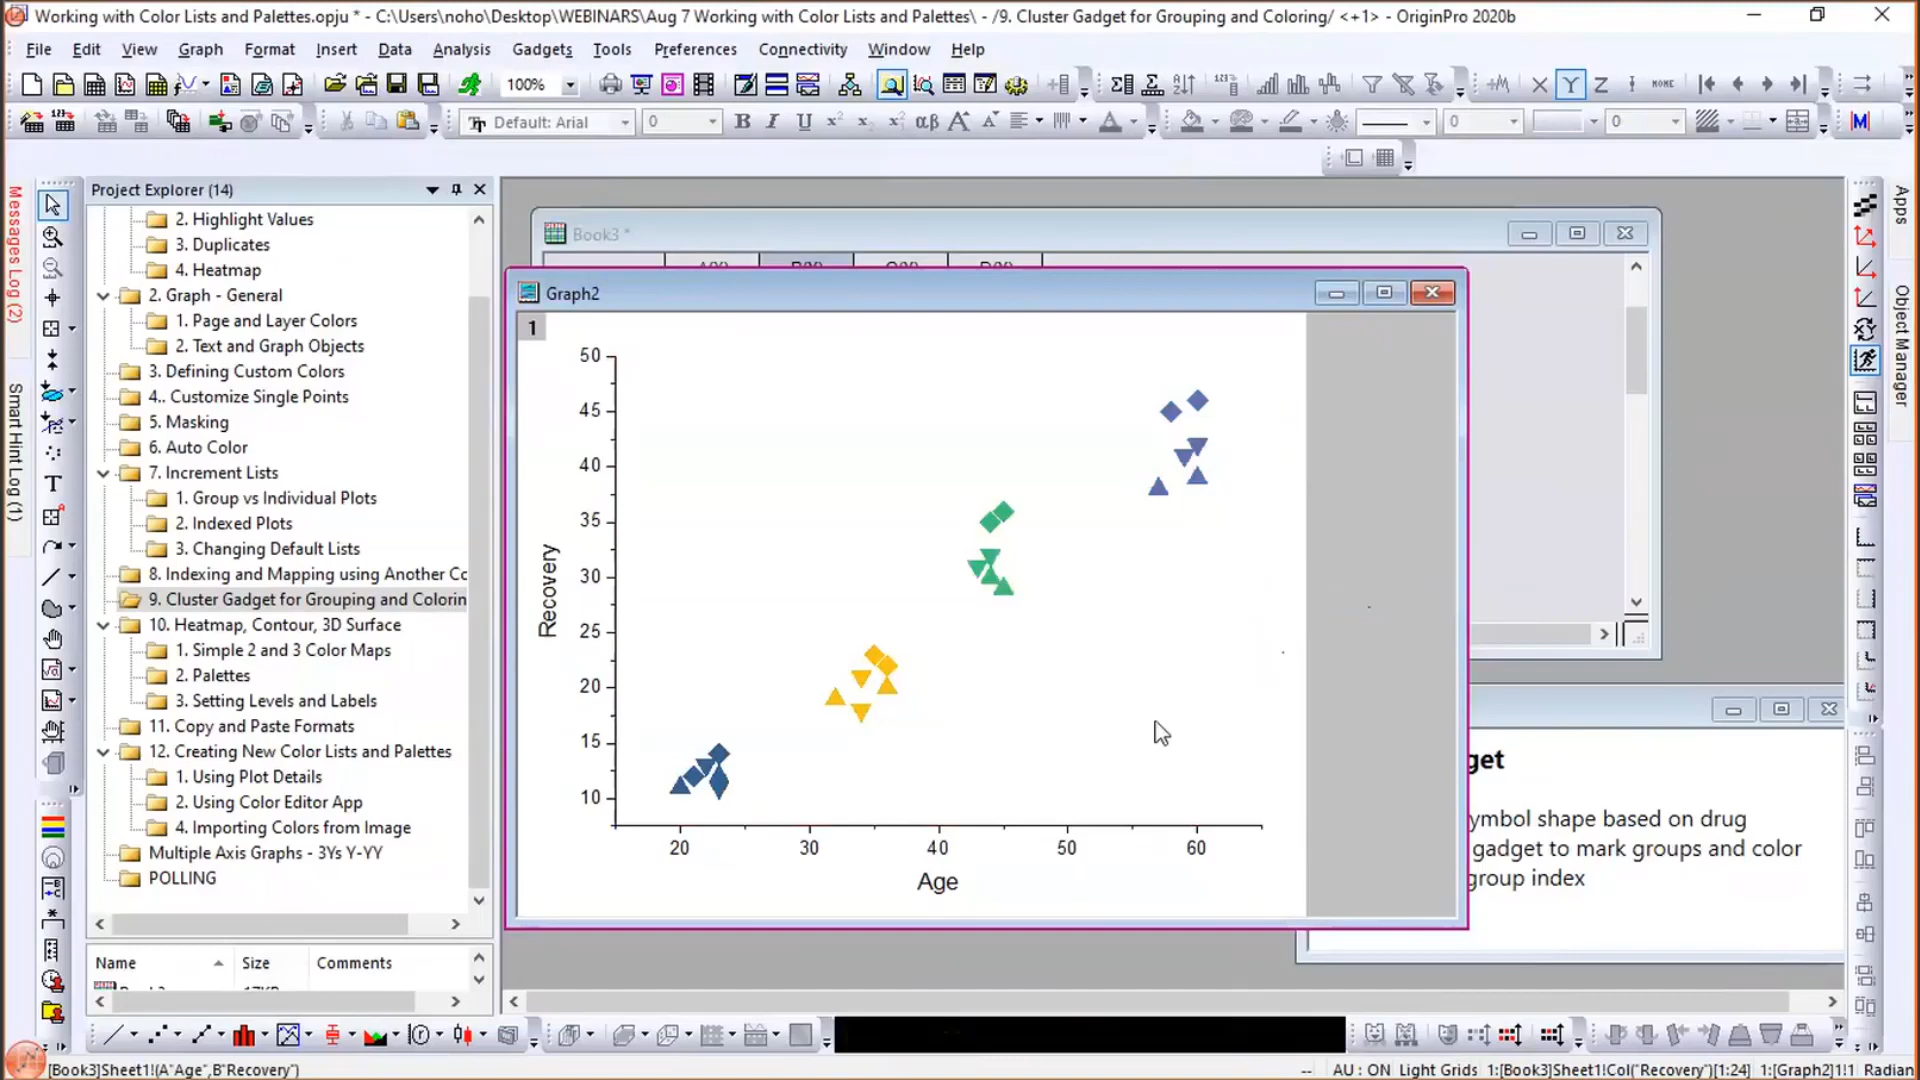 Working with Color Lists and Palettes.opju * - C:\Users\noho\Desktop\WEBINARS\Aug 7 Working with Color Lists and Palettes\ - /9. Cluster Gadget for Grouping and Coloring/ <+1> - OriginPro 2020b
File Edit View Graph Format Insert Data Analysis Gadgets Tools Preferences Connectivity Window Help
100%
Default: Arial 0 B I U αβ 0 0
Messages Log (2)
Smart Hint Log (1)
Project Explorer (14)
2. Highlight Values
3. Duplicates
4. Heatmap
2. Graph - General
1. Page and Layer Colors
2. Text and Graph Objects
3. Defining Custom Colors
4.. Customize Single Points
5. Masking
6. Auto Color
7. Increment Lists
1. Group vs Individual Plots
2. Indexed Plots
3. Changing Default Lists
8. Indexing and Mapping using Another Co
9. Cluster Gadget for Grouping and Colorin
10. Heatmap, Contour, 3D Surface
1. Simple 2 and 3 Color Maps
2. Palettes
3. Setting Levels and Labels
11. Copy and Paste Formats
12. Creating New Color Lists and Palettes
1. Using Plot Details
2. Using Color Editor App
4. Importing Colors from Image
Multiple Axis Graphs - 3Ys Y-YY
POLLING
Name Size Comments
Book3 *
Graph2
1
50
45
40
35
30
25
20
15
10
Recovery
20 30 40 50 60
Age
get
ymbol shape based on drug
gadget to mark groups and color
group index
Apps
Object Manager
[Book3]Sheet1!(A"Age",B"Recovery")
-- AU : ON Light Grids 1:[Book3]Sheet1!Col("Recovery")[1:24] 1:[Graph2]1!1 Radian